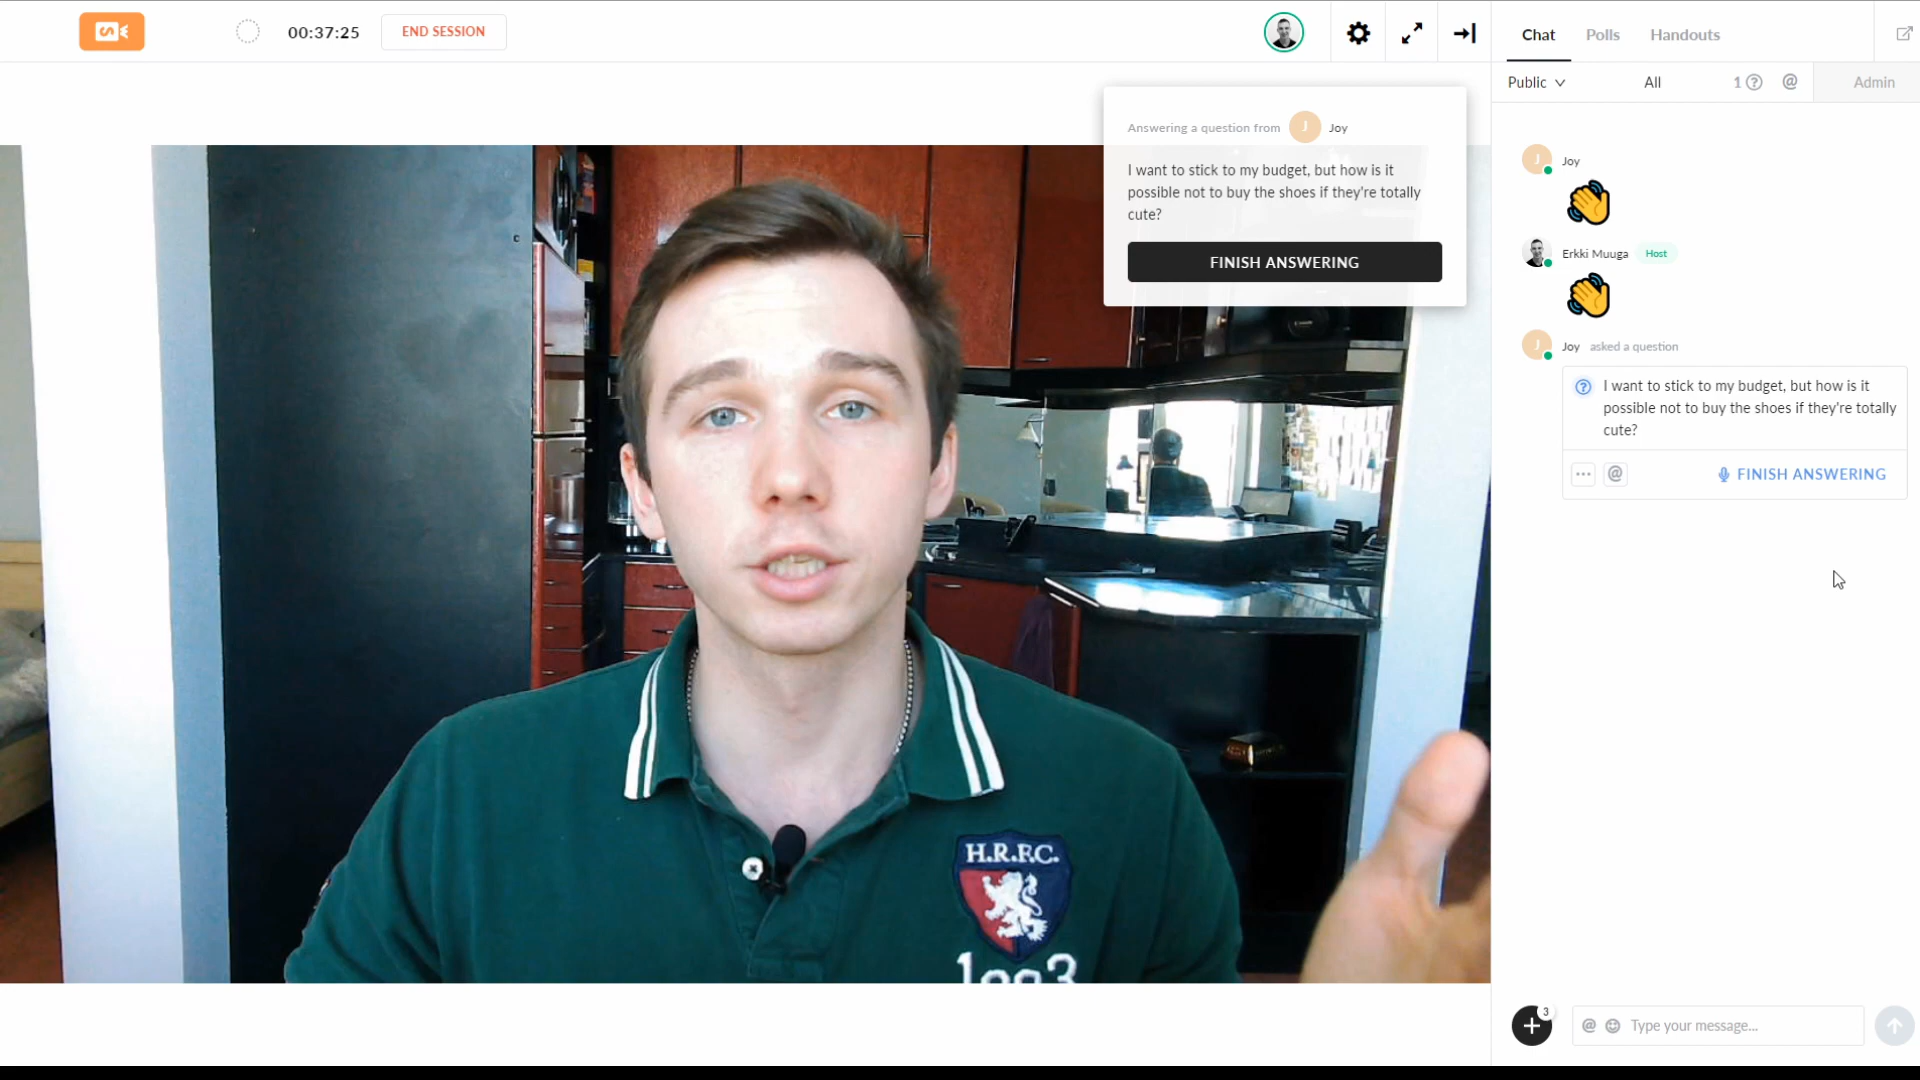 00:37:25
END SESSION
Chat
Polls
Handouts
Public
All
1
@
Admin
Answering a question from
J
Joy
I want to stick to my budget, but how is it
possible not to buy the shoes if they're totally
cute?
FINISH ANSWERING
J
Joy
Erkki Muuga
Host
J
Joy
asked a question
I want to stick to my budget, but how is it
possible not to buy the shoes if they're totally
cute?
@
FINISH ANSWERING
H.R.F.C.
3
@
Type your message...